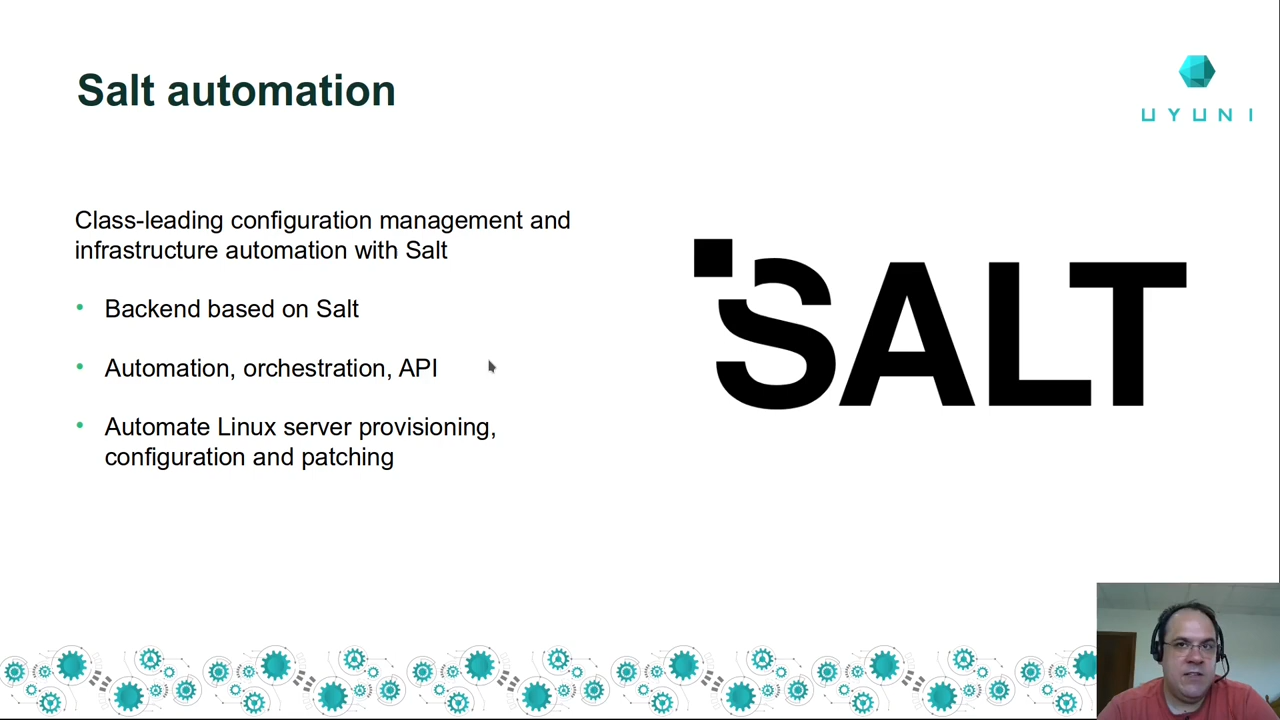 Salt automation
UYUNI
Class-leading configuration management and
infrastructure automation with Salt
• Backend based on Salt
• Automation, orchestration, API
• Automate Linux server provisioning,
configuration and patching
SALT